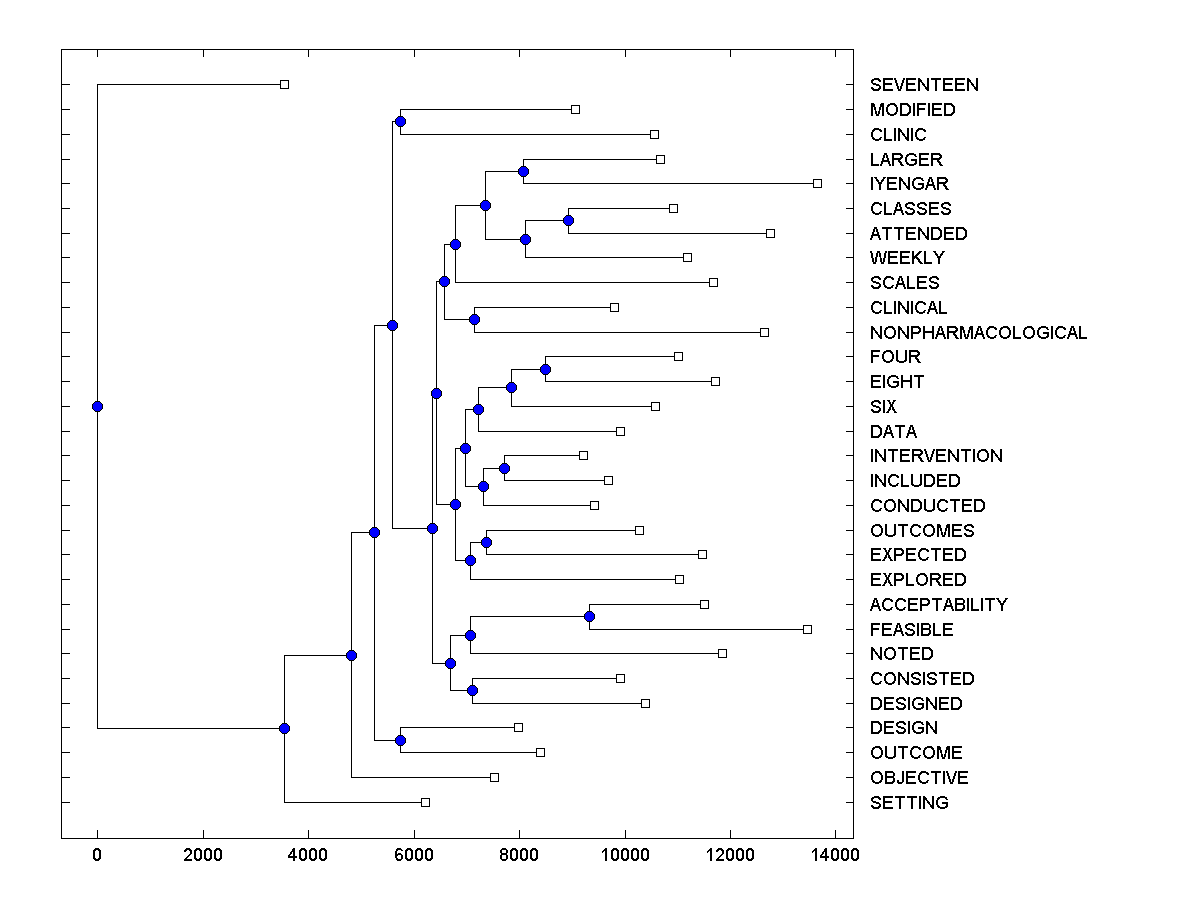 SEVENTEEN
MODIFIED
CLINIC
LARGER
IYENGAR
CLASSES
ATTENDED
WEEKLY
SCALES
CLINICAL
NONPHARMACOLOGICAL
FOUR
EIGHT
SIX
DATA
INTERVENTION
INCLUDED
CONDUCTED
OUTCOMES
EXPECTED
EXPLORED
ACCEPTABILITY
FEASIBLE
NOTED
CONSISTED
DESIGNED
DESIGN
OUTCOME
OBJECTIVE
SETTING
0 2000 4000 6000 8000 10000 12000 14000